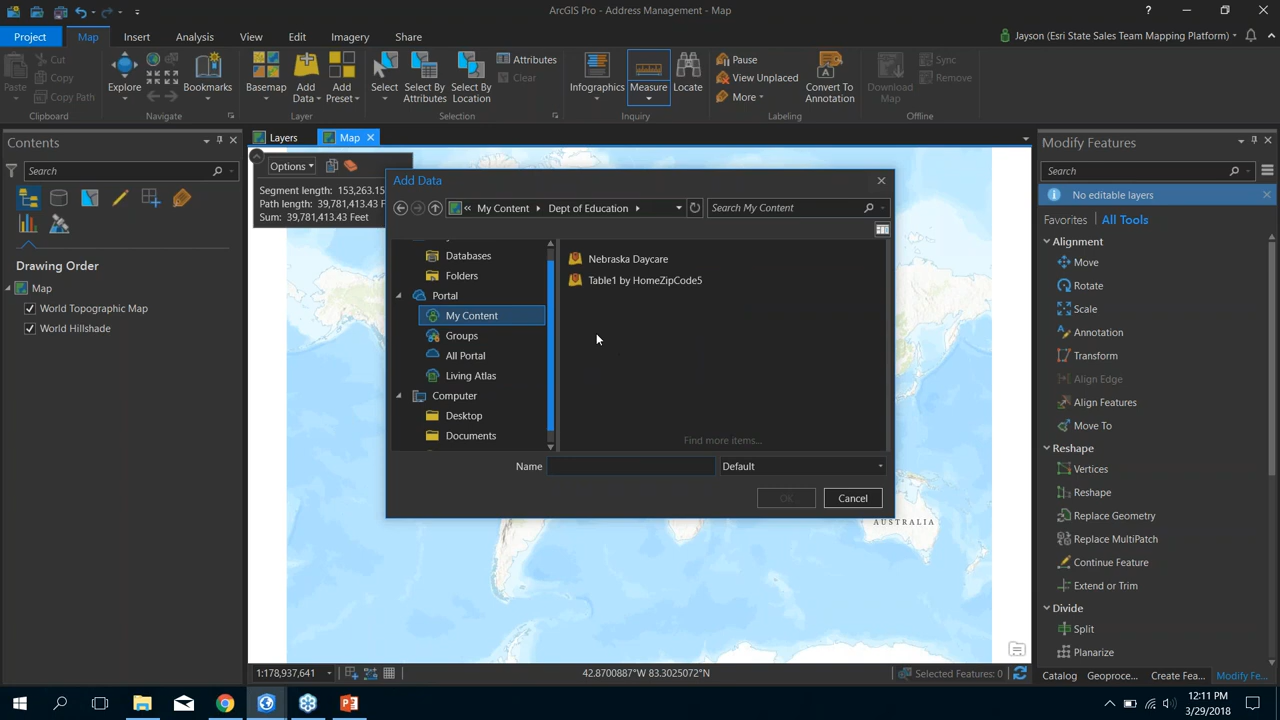 ArcGIS Pro - Address Management - Map
?
Project
Map
Insert
Analysis
View
Edit
Imagery
Share
Jayson (Esri State Sales Team Mapping Platform)
Paste
Cut
Copy
Copy Path
Clipboard
Explore
Bookmarks
Navigate
Basemap
Add Data
Add Preset
Layer
Select
Select By Attributes
Select By Location
Attributes
Clear
Selection
Infographics
Measure
Locate
Inquiry
Pause
View Unplaced
More
Convert To Annotation
Labeling
Download Map
Sync
Remove
Offline
Contents
Search
Drawing Order
Map
World Topographic Map
World Hillshade
Layers
Map
Options
Segment length: 153,263.15
Path length: 39,781,413.43 Feet
Sum: 39,781,413.43 Feet
Add Data
My Content
Dept of Education
Search My Content
Databases
Folders
Portal
My Content
Groups
All Portal
Living Atlas
Computer
Desktop
Documents
Nebraska Daycare
Table1 by HomeZipCode5
Find more items...
Name
Default
OK
Cancel
AUSTRALIA
1:178,937,641
42.8700887°W 83.3025072°N
Selected Features: 0
Modify Features
Search
No editable layers
Favorites
All Tools
Alignment
Move
Rotate
Scale
Annotation
Transform
Align Edge
Align Features
Move To
Reshape
Vertices
Reshape
Replace Geometry
Replace MultiPatch
Continue Feature
Extend or Trim
Divide
Split
Planarize
Catalog
Geoproce...
Create Fea...
Modify Fe...
12:11 PM
3/29/2018